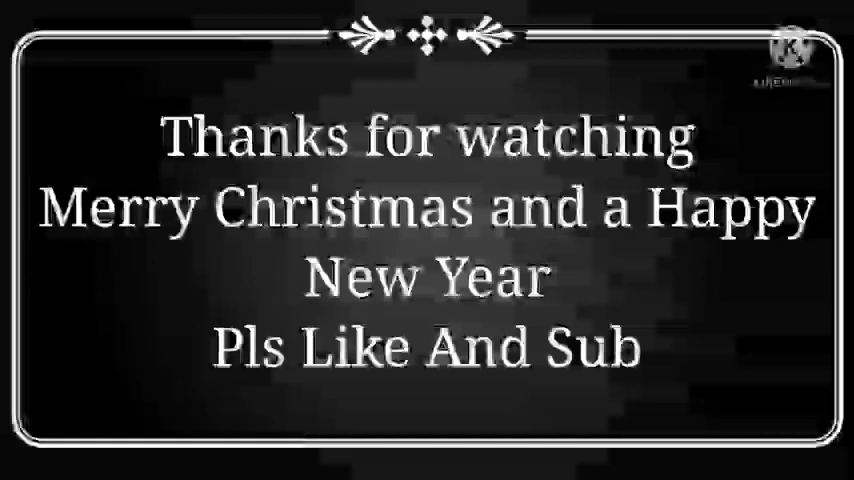 Thanks for watching
Merry Christmas and a Happy
New Year
Pls Like And Sub